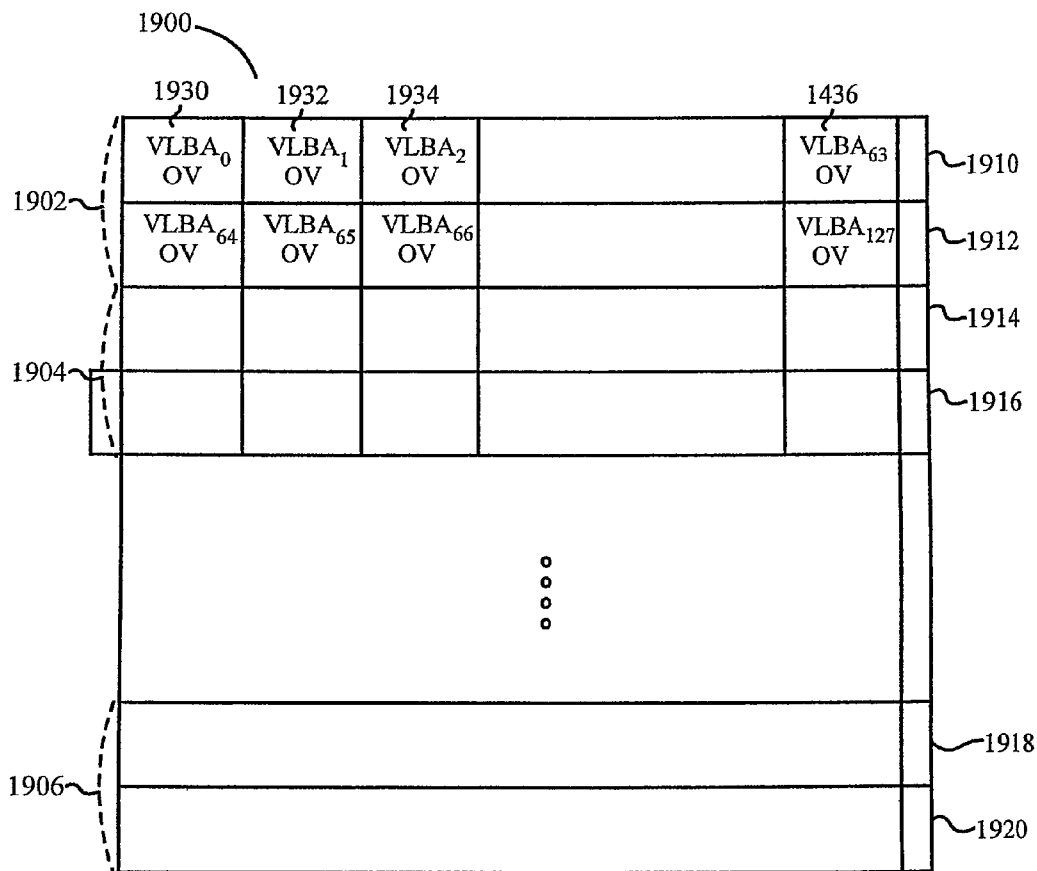 1900
1930 1932 1934 1436
VLBA₀ VLBA₁ VLBA₂ VLBA₆₃
OV OV OV OV
1910
1902
VLBA₆₄ VLBA₆₅ VLBA₆₆ VLBA₁₂₇
OV OV OV OV
1912
1914
1904
1916
1918
1906
1920